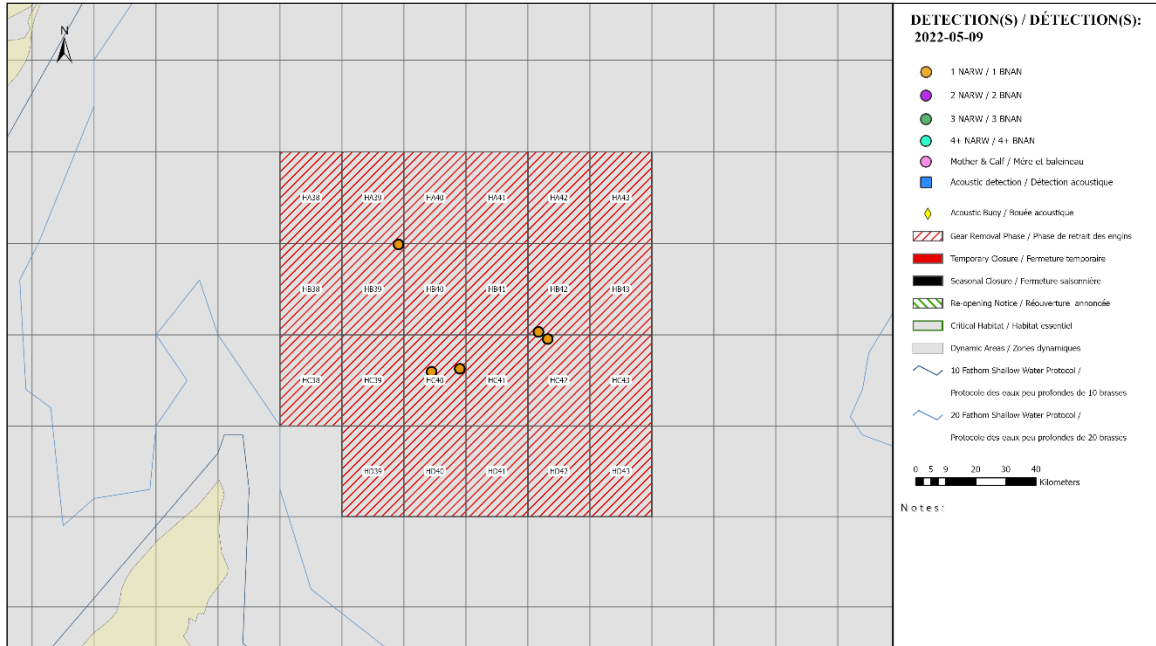 N
HA38 HA39 HA40 HA41 HA42 HA43
HB38 HB39 HB40 HB41 HB42 HB43
HC38 HC39 HC40 HC41 HC42 HC43
HD39 HD40 HD41 HD42 HD43
DETECTION(S) / DÉTECTION(S):
2022-05-09
1 NARW / 1 BNAN
2 NARW / 2 BNAN
3 NARW / 3 BNAN
4+ NARW / 4+ BNAN
Mother & Calf / Mère et baleineau
Acoustic detection / Détection acoustique
Acoustic Buoy / Bouée acoustique
Gear Removal Phase / Phase de retrait des engins
Temporary Closure / Fermeture temporaire
Seasonal Closure / Fermeture saisonnière
Re-opening Notice / Réouverture annoncée
Critical Habitat / Habitat essentiel
Dynamic Areas / Zones dynamiques
10 Fathom Shallow Water Protocol /
Protocole des eaux peu profondes de 10 brasses
20 Fathom Shallow Water Protocol /
Protocole des eaux peu profondes de 20 brasses
0 5 9 20 30 40
Kilometers
Notes: